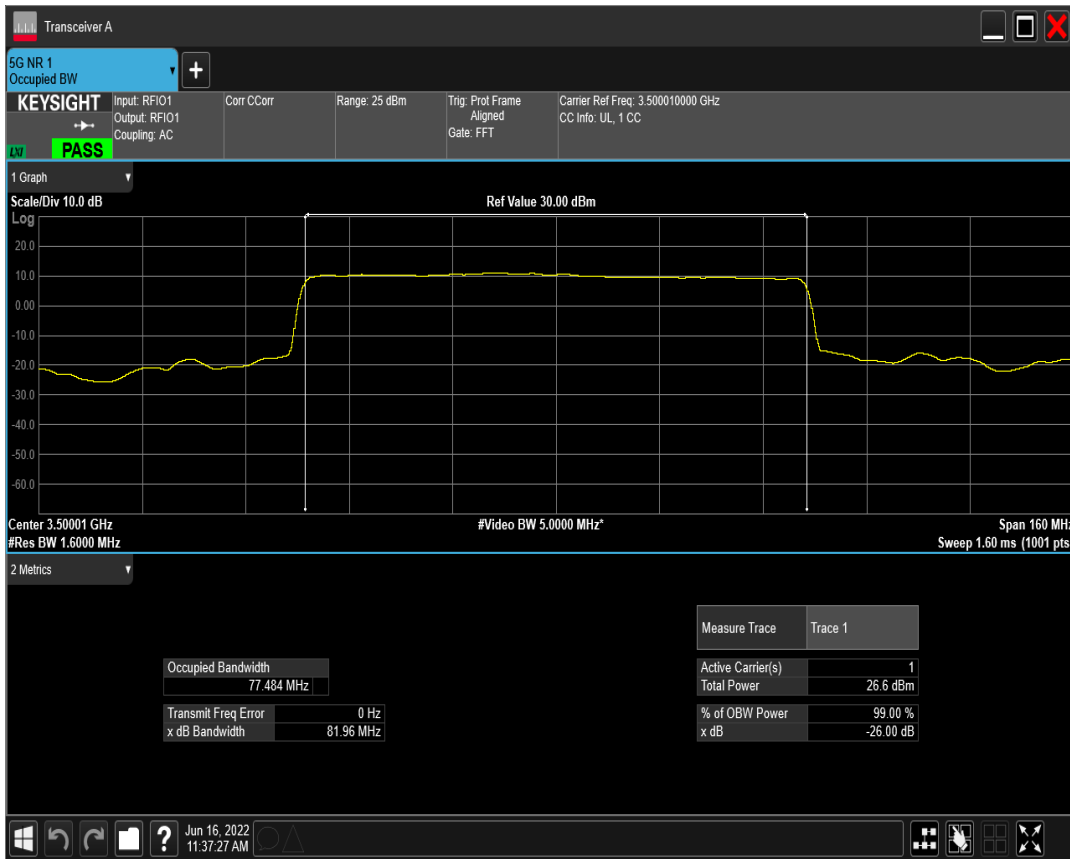 Transceiver A
5G NR 1
Occupied BW
KEYSIGHT
LXI
PASS
Input: RFIO1
Output: RFIO1
Coupling: AC
Corr CCorr
Range: 25 dBm
Trig: Prot Frame
Aligned
Gate: FFT
Carrier Ref Freq: 3.500010000 GHz
CC Info: UL, 1 CC
1 Graph
Scale/Div 10.0 dB
Ref Value 30.00 dBm
Log
20.0
10.0
0.00
-10.0
-20.0
-30.0
-40.0
-50.0
-60.0
Center 3.50001 GHz
#Video BW 5.0000 MHz*
Span 160 MHz
#Res BW 1.6000 MHz
Sweep 1.60 ms (1001 pts
2 Metrics
Measure Trace Trace 1
Occupied Bandwidth
77.484 MHz
Active Carrier(s) 1
Total Power 26.6 dBm
Transmit Freq Error 0 Hz
x dB Bandwidth 81.96 MHz
% of OBW Power 99.00 %
x dB -26.00 dB
Jun 16, 2022
11:37:27 AM